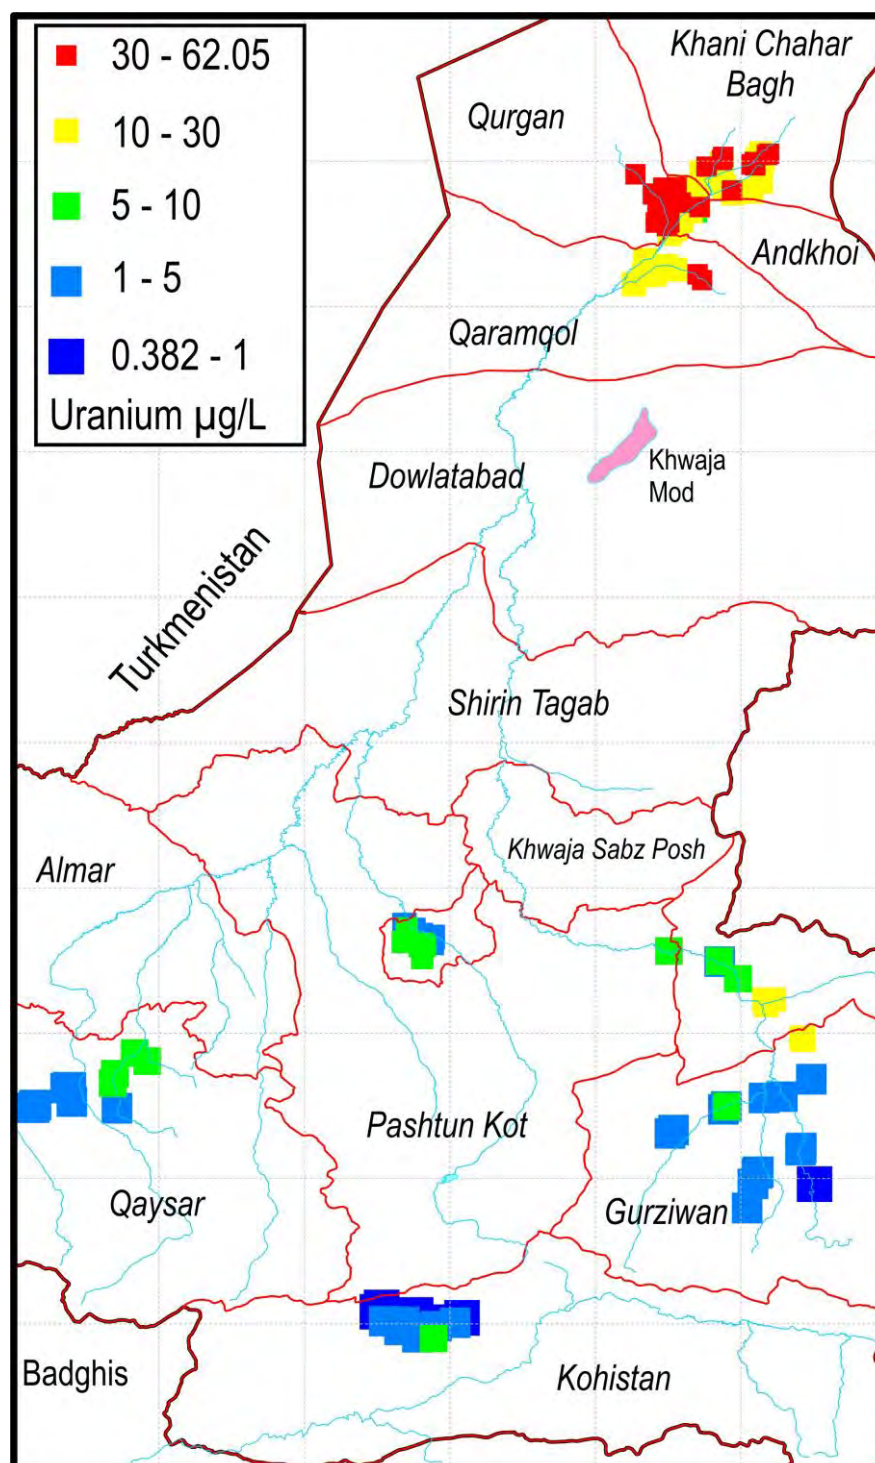 30 - 62.05
10 - 30
5 - 10
1 - 5
0.382 - 1
Uranium µg/L
Khani Chahar
Bagh
Qurgan
Andkhoi
Qaramqol
Dowlatabad
Khwaja
Mod
Turkmenistan
Shirin Tagab
Khwaja Sabz Posh
Almar
Pashtun Kot
Qaysar
Gurziwan
Badghis
Kohistan